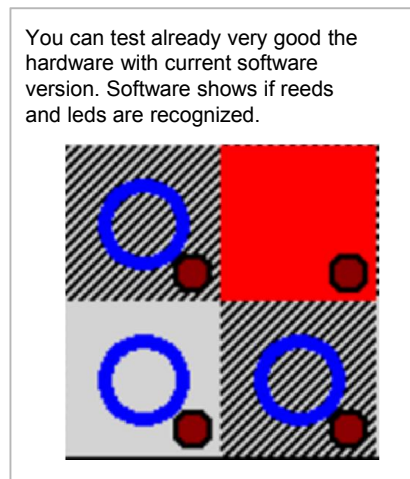 You can test already very good the
hardware with current software
version. Software shows if reeds
and leds are recognized.